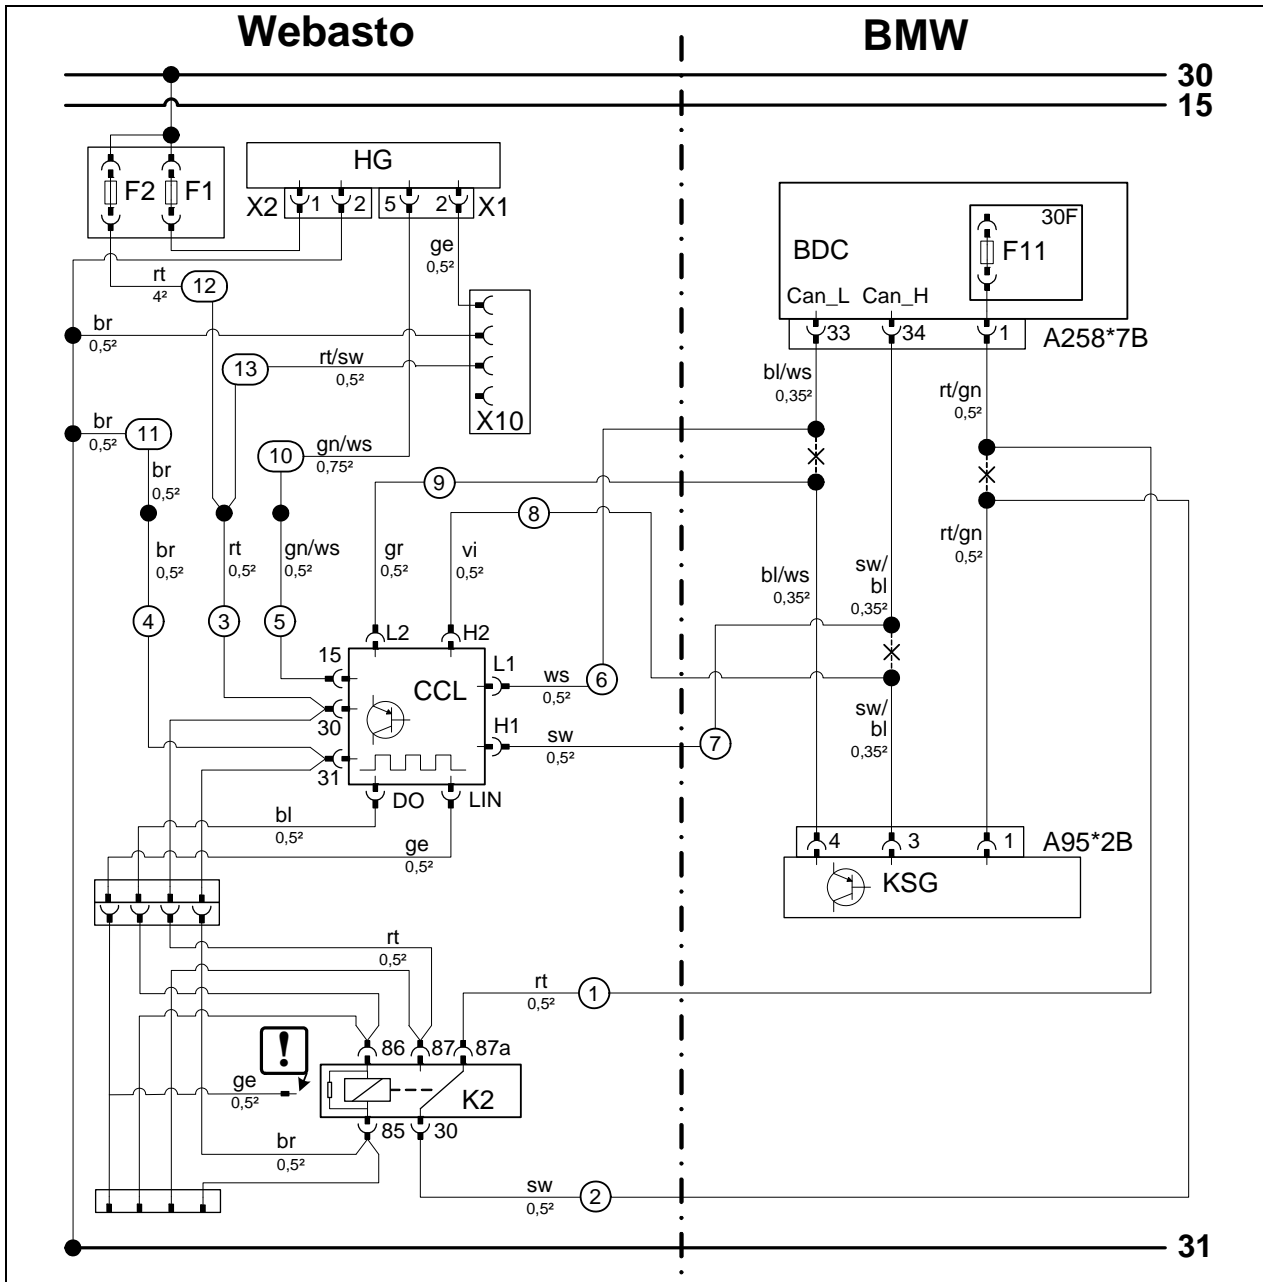 Webasto BMW
30
15
HG
F2 F1
X2 1 2 5 2 X1
ge
0,5²
30F
BDC F11
Can_L Can_H
33 34 1 A258*7B
rt
4²
12
br
0,5²
13
rt/sw
0,5²
X10
bl/ws
0,35²
rt/gn
0,5²
br
0,5²
11
gn/ws
0,75²
10
br
0,5²
9
8
br
0,5²
rt
0,5²
gn/ws
0,5²
gr
0,5²
vi
0,5²
rt/gn
0,5²
bl/ws
0,35²
sw/
bl
0,35²
4 3 5
L2 H2
15
L1
CCL
ws
0,5²
6
30
H1
sw
0,5²
7
sw/
bl
0,35²
31
DO LIN
bl
0,5²
ge
0,5²
4 3 1 A95*2B
KSG
rt
0,5²
rt
0,5²
1
!
86 87 87a
ge
0,5²
K2
85 30
br
0,5²
sw
0,5²
2
31